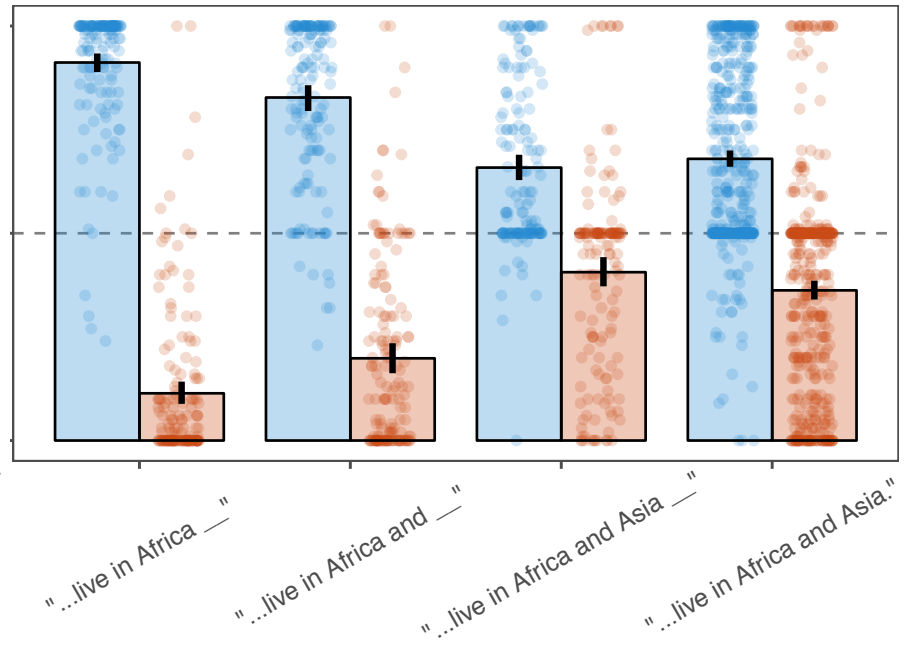 "...live in Africa __"
"...live in Africa and __"
"...live in Africa and Asia __"
"...live in Africa and Asia."